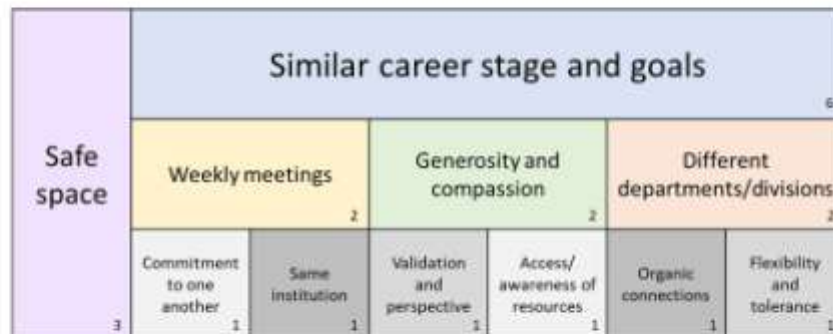 Similar career stage and goals
6
Safe
space
3
Weekly meetings
2
Generosity and
compassion
2
Different
departments/divisions
2
Commitment
to one
another
1
Same
institution
1
Validation
and
perspective
1
Access/
awareness of
resources
1
Organic
connections
1
Flexibility
and
tolerance
1